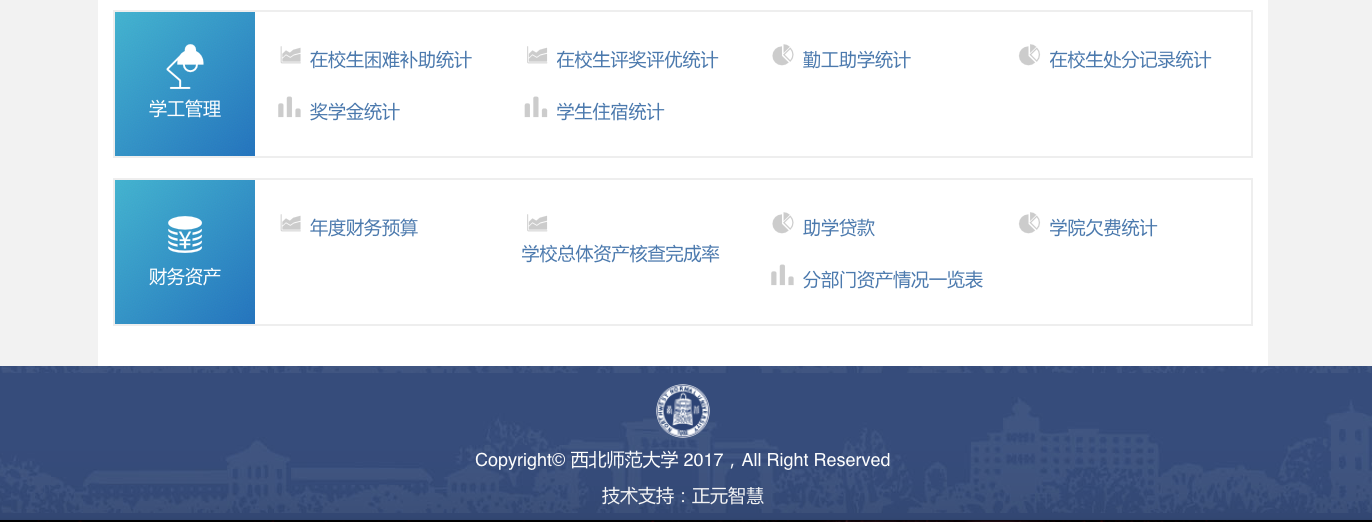 在校生困难补助统计
在校生评奖评优统计
勤工助学统计
在校生处分记录统计
学工管理
奖学金统计
学生住宿统计
年度财务预算
助学贷款
学院欠费统计
学校总体资产核查完成率
财务资产
分部门资产情况一览表
Copyright© 西北师范大学 2017，All Right Reserved
技术支持：正元智慧